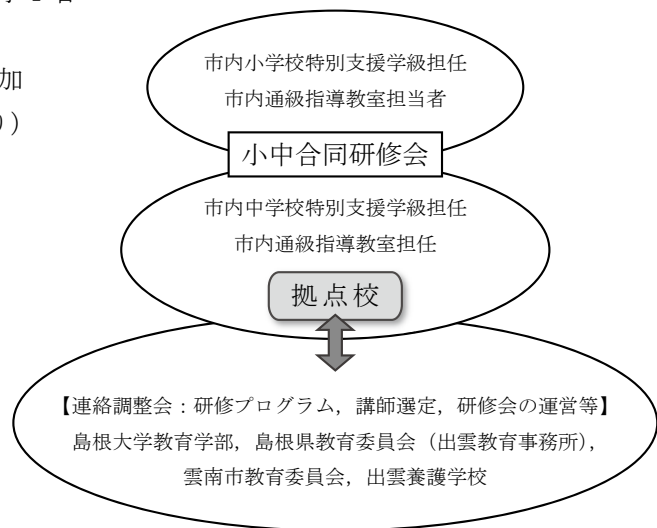 加
）
市内小学校特別支援学級担任
市内通級指導教室担当者
小中合同研修会
市内中学校特別支援学級担任
市内通級指導教室担任
拠点校
【連絡調整会：研修プログラム，講師選定，研修会の運営等】
島根大学教育学部，島根県教育委員会（出雲教育事務所），
雲南市教育委員会，出雲養護学校